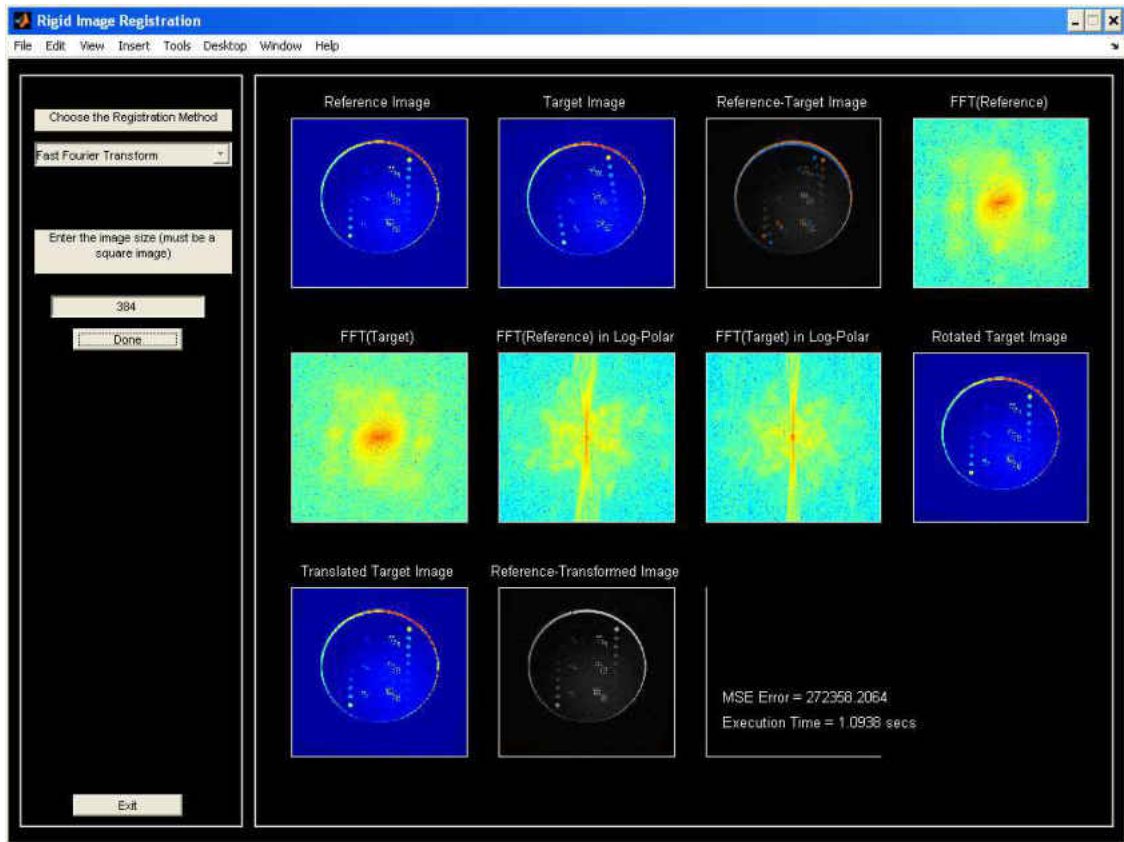 Rigid Image Registration
File Edit View Insert Tools Desktop Window Help
Choose the Registration Method
Fast Fourier Transform
Enter the image size (must be a
square image)
384
Done
Exit
Reference Image
Target Image
Reference-Target Image
FFT(Reference)
FFT(Target)
FFT(Reference) in Log-Polar
FFT(Target) in Log-Polar
Rotated Target Image
Translated Target Image
Reference-Transformed Image
MSE Error = 272358.2064
Execution Time = 1.0938 secs